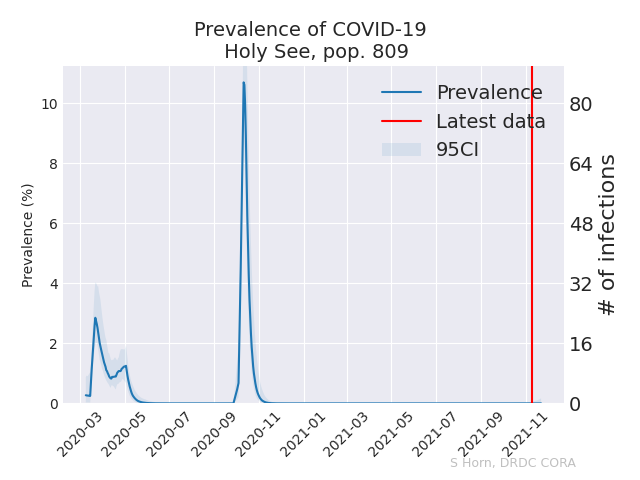 Prevalence of COVID-19
Holy See, pop. 809
Prevalence
Latest data
95CI
Prevalence (%)
10
8
6
4
2
0
80
64
48
32
16
0
# of infections
2020-03
2020-05
2020-07
2020-09
2020-11
2021-01
2021-03
2021-05
2021-07
2021-09
2021-11
S Horn, DRDC CORA